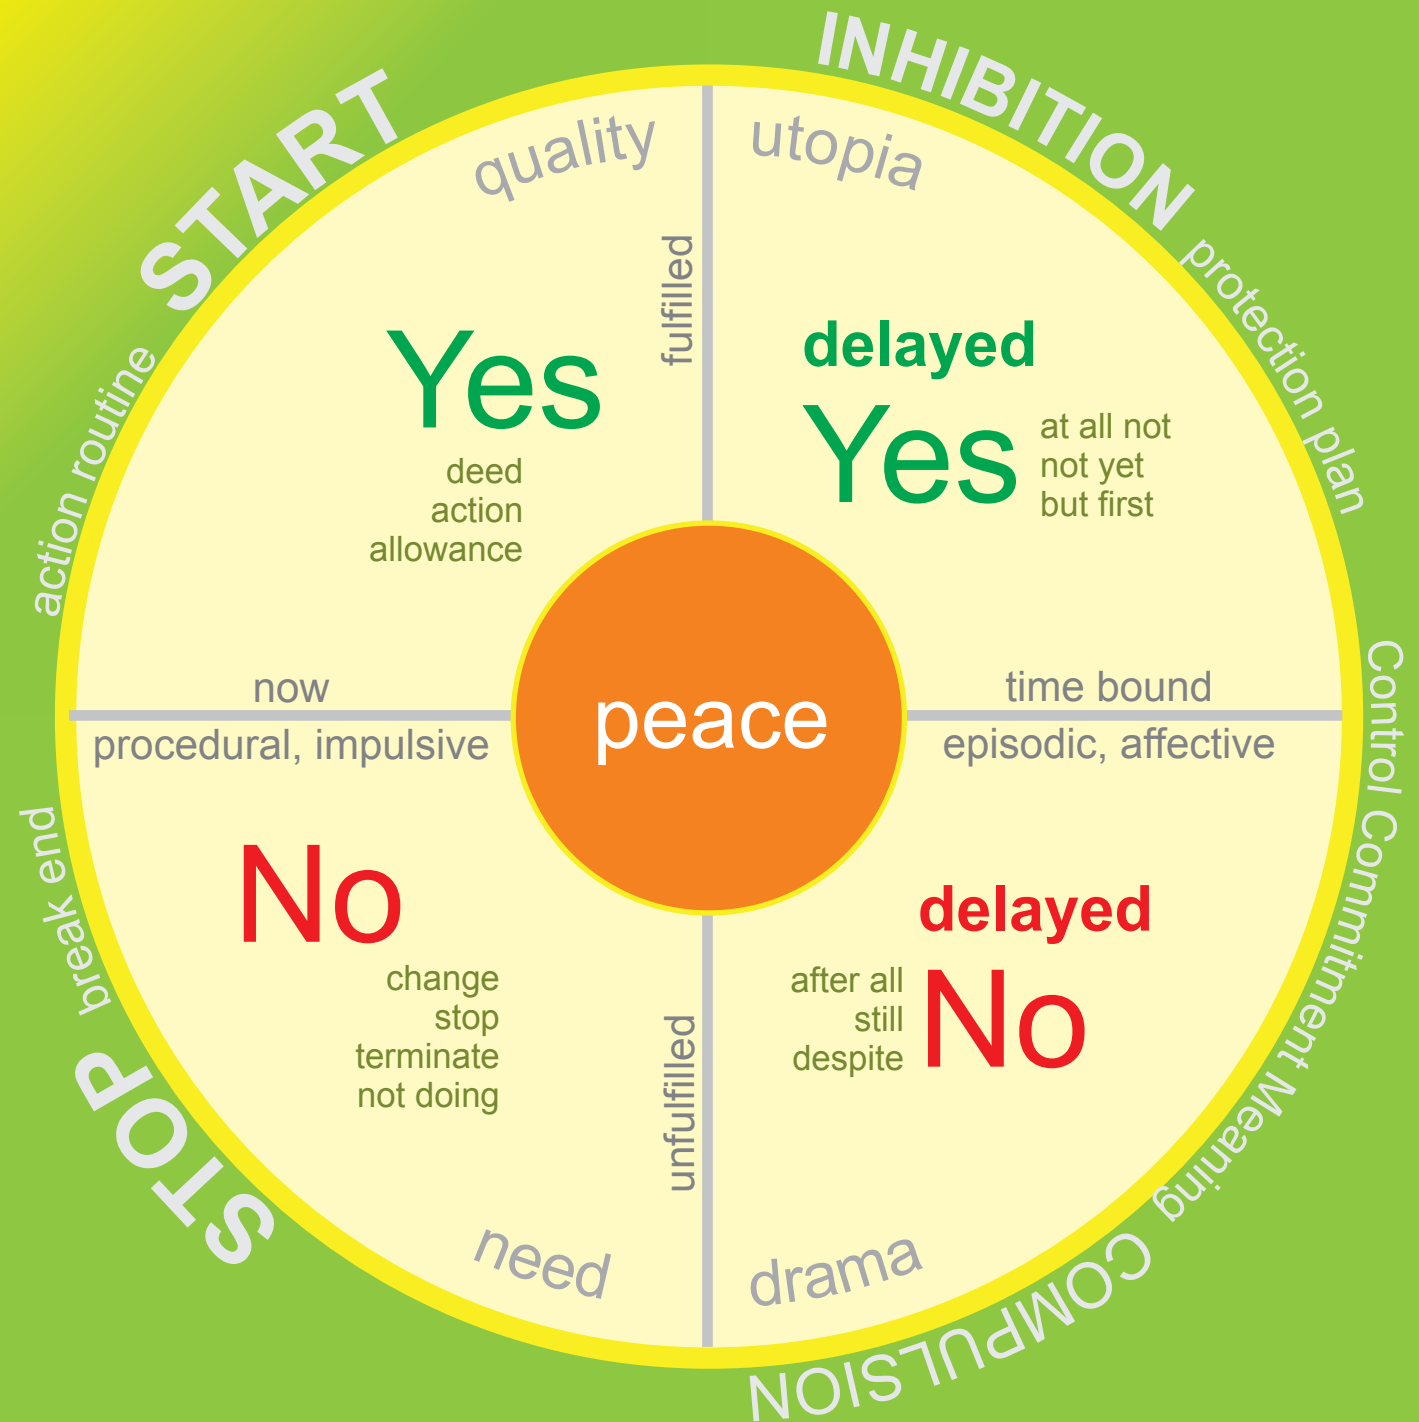 START
action routine
INHIBITION
protection plan
quality
utopia
fulfilled
Yes
deed
action
allowance
delayed
Yes
at all not
not yet
but first
now
procedural, impulsive
peace
time bound
episodic, affective
No
change
stop
terminate
not doing
delayed
No
after all
still
despite
unfulfilled
need
drama
STOP
break end
Control Commitment Meaning
COMPULSION